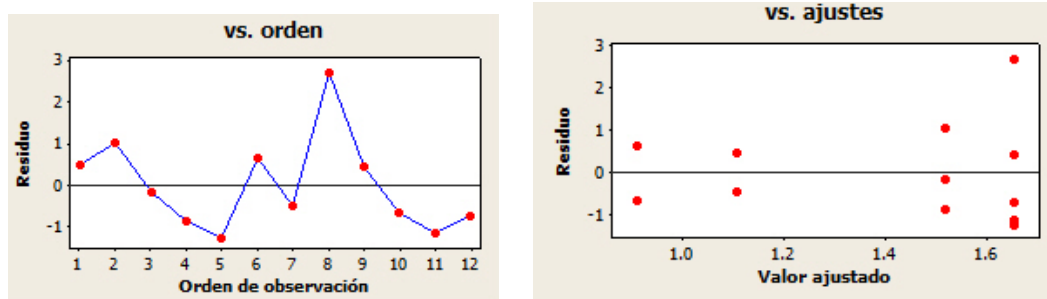 vs. orden
3
2
1
0
-1
Residuo
1 2 3 4 5 6 7 8 9 10 11 12
Orden de observación
vs. ajustes
3
2
1
0
-1
Residuo
1.0 1.2 1.4 1.6
Valor ajustado